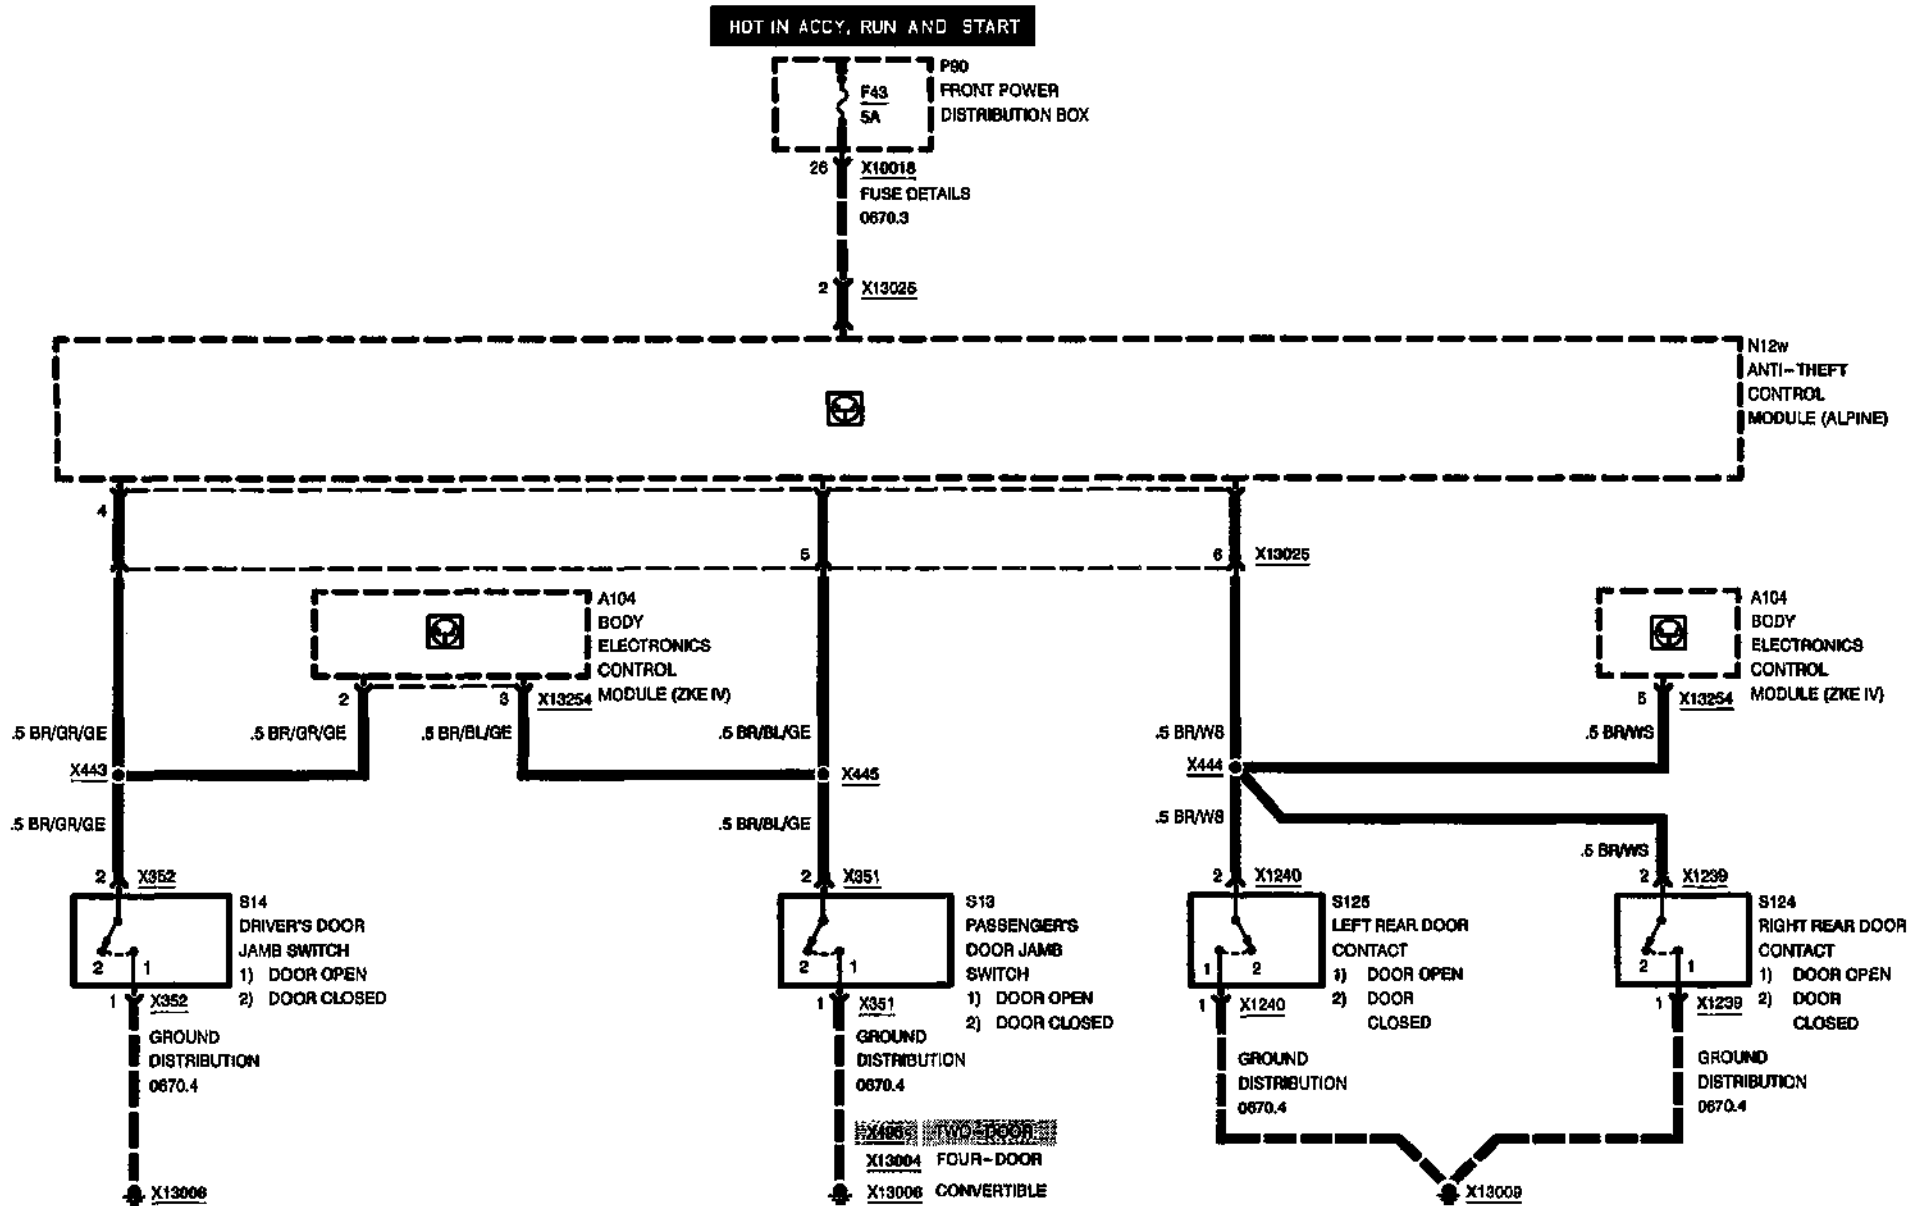 HOT IN ACCY, RUN AND START
P90
FRONT POWER
DISTRIBUTION BOX
F43
5A
26 X10018
FUSE DETAILS
0670.3
2 X13025
N12w
ANTI-THEFT
CONTROL
MODULE (ALPINE)
4
5
6 X13025
A104
BODY
ELECTRONICS
CONTROL
MODULE (ZKE IV)
2
3 X13254
A104
BODY
ELECTRONICS
CONTROL
MODULE (ZKE IV)
5 X13254
.5 BR/GR/GE
.5 BR/GR/GE
.5 BR/BL/GE
.5 BR/BL/GE
.5 BR/WS
.5 BR/WS
X443
X445
X444
.5 BR/GR/GE
.5 BR/BL/GE
.5 BR/WS
.5 BR/WS
2 X352
2 X351
2 X1240
2 X1239
S14
DRIVER'S DOOR
JAMB SWITCH
1) DOOR OPEN
2) DOOR CLOSED
2 1
1 X352
GROUND
DISTRIBUTION
0670.4
X13006
S13
PASSENGER'S
DOOR JAMB
SWITCH
1) DOOR OPEN
2) DOOR CLOSED
2 1
1 X351
GROUND
DISTRIBUTION
0670.4
TWO-DOOR
X13004 FOUR-DOOR
X13006 CONVERTIBLE
S125
LEFT REAR DOOR
CONTACT
1) DOOR OPEN
2) DOOR
CLOSED
1 2
1 X1240
GROUND
DISTRIBUTION
0670.4
S124
RIGHT REAR DOOR
CONTACT
1) DOOR OPEN
2) DOOR
CLOSED
2 1
1 X1239
GROUND
DISTRIBUTION
0670.4
X13009